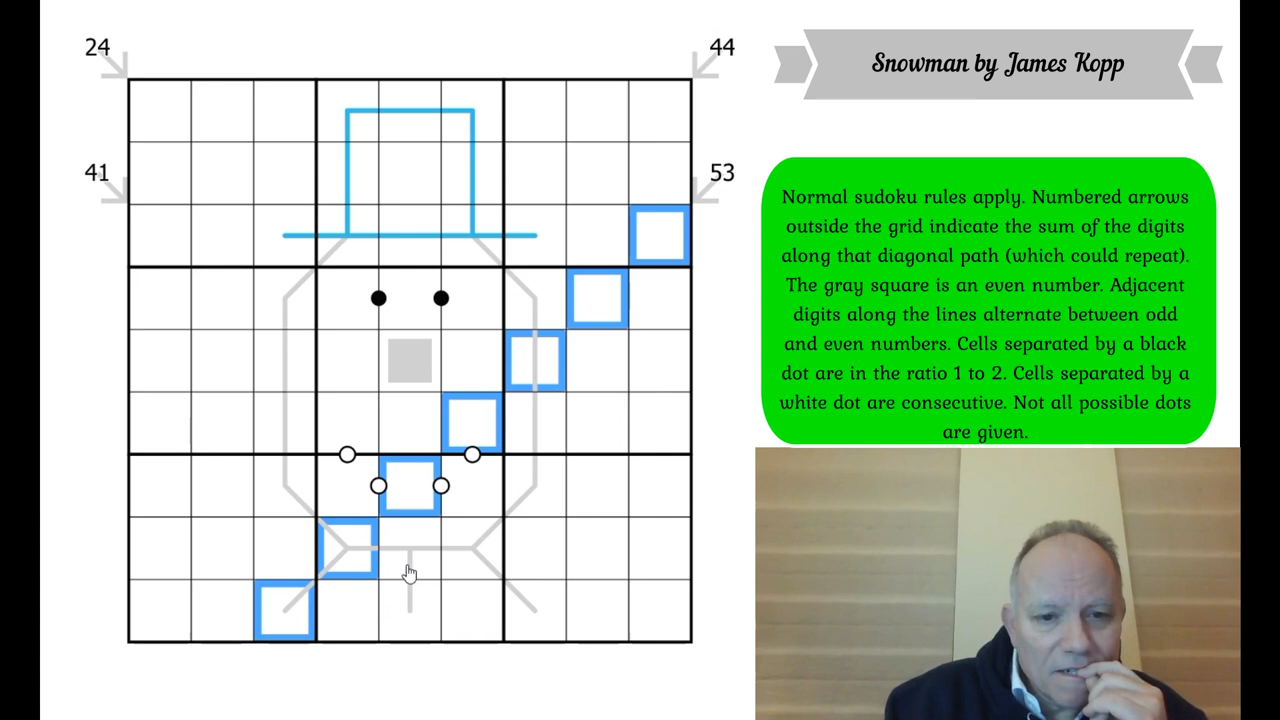 24
44
Snowman by James Kopp
41
53
Normal sudoku rules apply. Numbered arrows
outside the grid indicate the sum of the digits
along that diagonal path (which could repeat).
The gray square is an even number. Adjacent
digits along the lines alternate between odd
and even numbers. Cells separated by a black
dot are in the ratio 1 to 2. Cells separated by a
white dot are consecutive. Not all possible dots
are given.